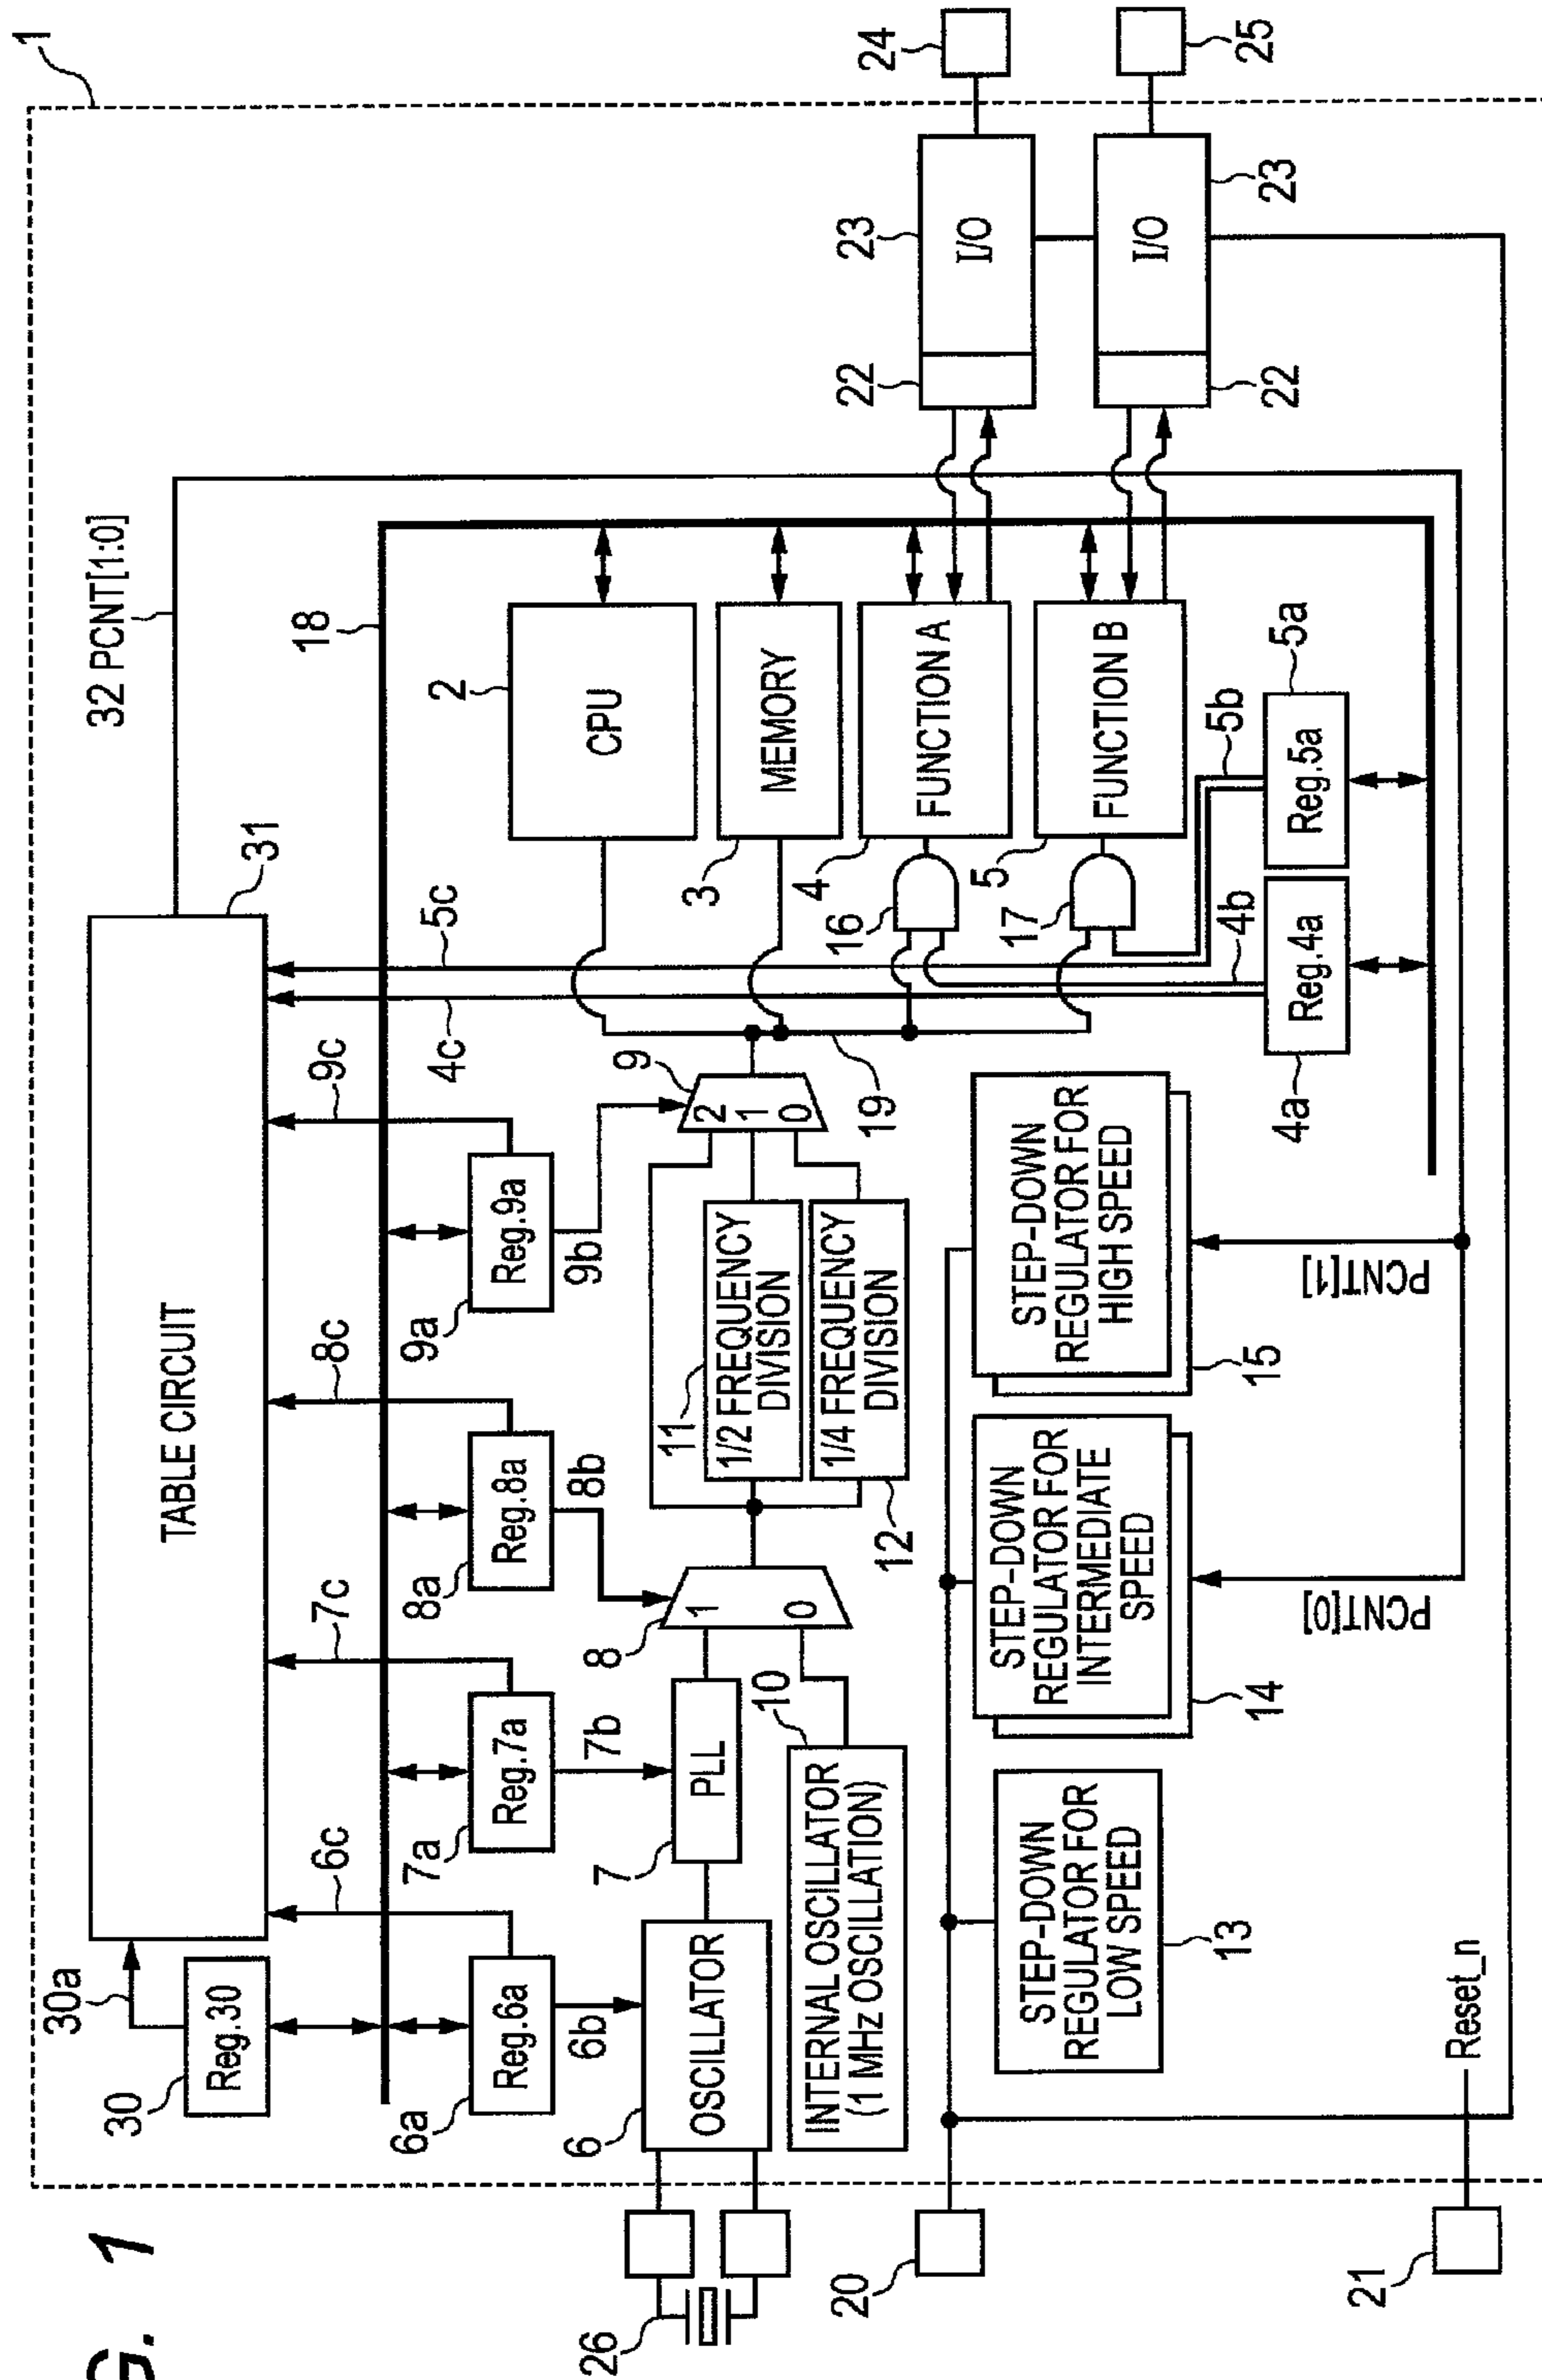 G. 1
1
30a
30
Reg.30
TABLE CIRCUIT
31
32 PCNT[1:0]
6c
7c
8c
9c
4c
5c
18
6a
Reg.6a
7a
Reg.7a
8a
Reg.8a
9a
Reg.9a
6b
7b
8b
9b
2
CPU
26
6
OSCILLATOR
7
PLL
8
1
0
11
1/2 FREQUENCY
DIVISION
9
2
1
0
3
MEMORY
10
INTERNAL OSCILLATOR
(1 MHz OSCILLATION)
12
1/4 FREQUENCY
DIVISION
19
16
4
FUNCTION A
22
23
I/O
24
20
13
STEP-DOWN
REGULATOR FOR
LOW SPEED
14
STEP-DOWN
REGULATOR FOR
INTERMEDIATE
SPEED
15
STEP-DOWN
REGULATOR FOR
HIGH SPEED
17
5
FUNCTION B
22
23
I/O
25
4b
5b
4a
Reg.4a
Reg.5a
5a
PCNT[0]
PCNT[1]
21
Reset_n